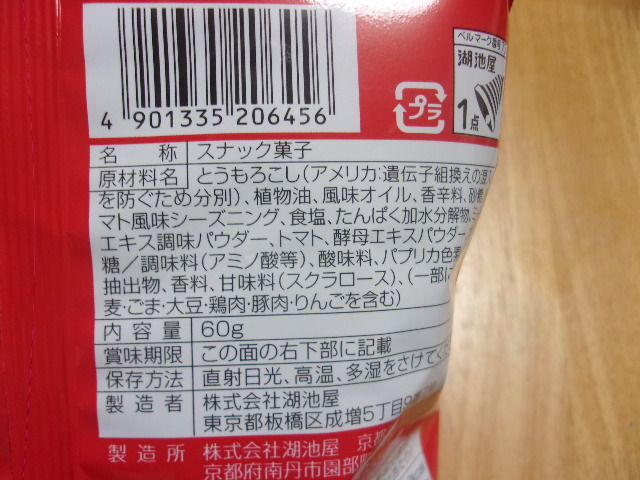 ベルマーク番号
湖池屋
1点
プラ
4 901335 206456
名称 スナック菓子
原材料名 とうもろこし(アメリカ:遺伝子組換えの混
を防ぐため分別)、植物油、風味オイル、香辛料、砂糖
マト風味シーズニング、食塩、たんぱく加水分解物、
エキス調味パウダー、トマト、酵母エキスパウダー、
糖/調味料(アミノ酸等)、酸味料、パプリカ色素
抽出物、香料、甘味料(スクラロース)、(一部に
麦・ごま・大豆・鶏肉・豚肉・りんごを含む)
内容量 60g
賞味期限 この面の右下部に記載
保存方法 直射日光、高温、多湿をさけてく
製造者 株式会社湖池屋
東京都板橋区成増5丁目
製造所 株式会社湖池屋 京
京都府南丹市園部